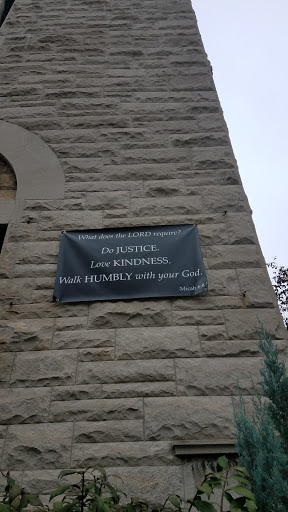 What does the LORD require?
Do JUSTICE.
Love KINDNESS.
Walk HUMBLY with your God.
Micah 6:8